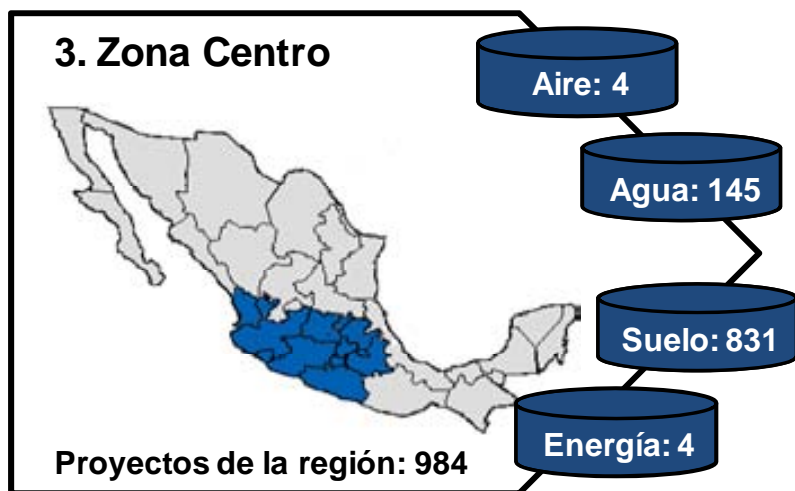 3. Zona Centro
Aire: 4
Agua: 145
Suelo: 831
Energía: 4
Proyectos de la región: 984